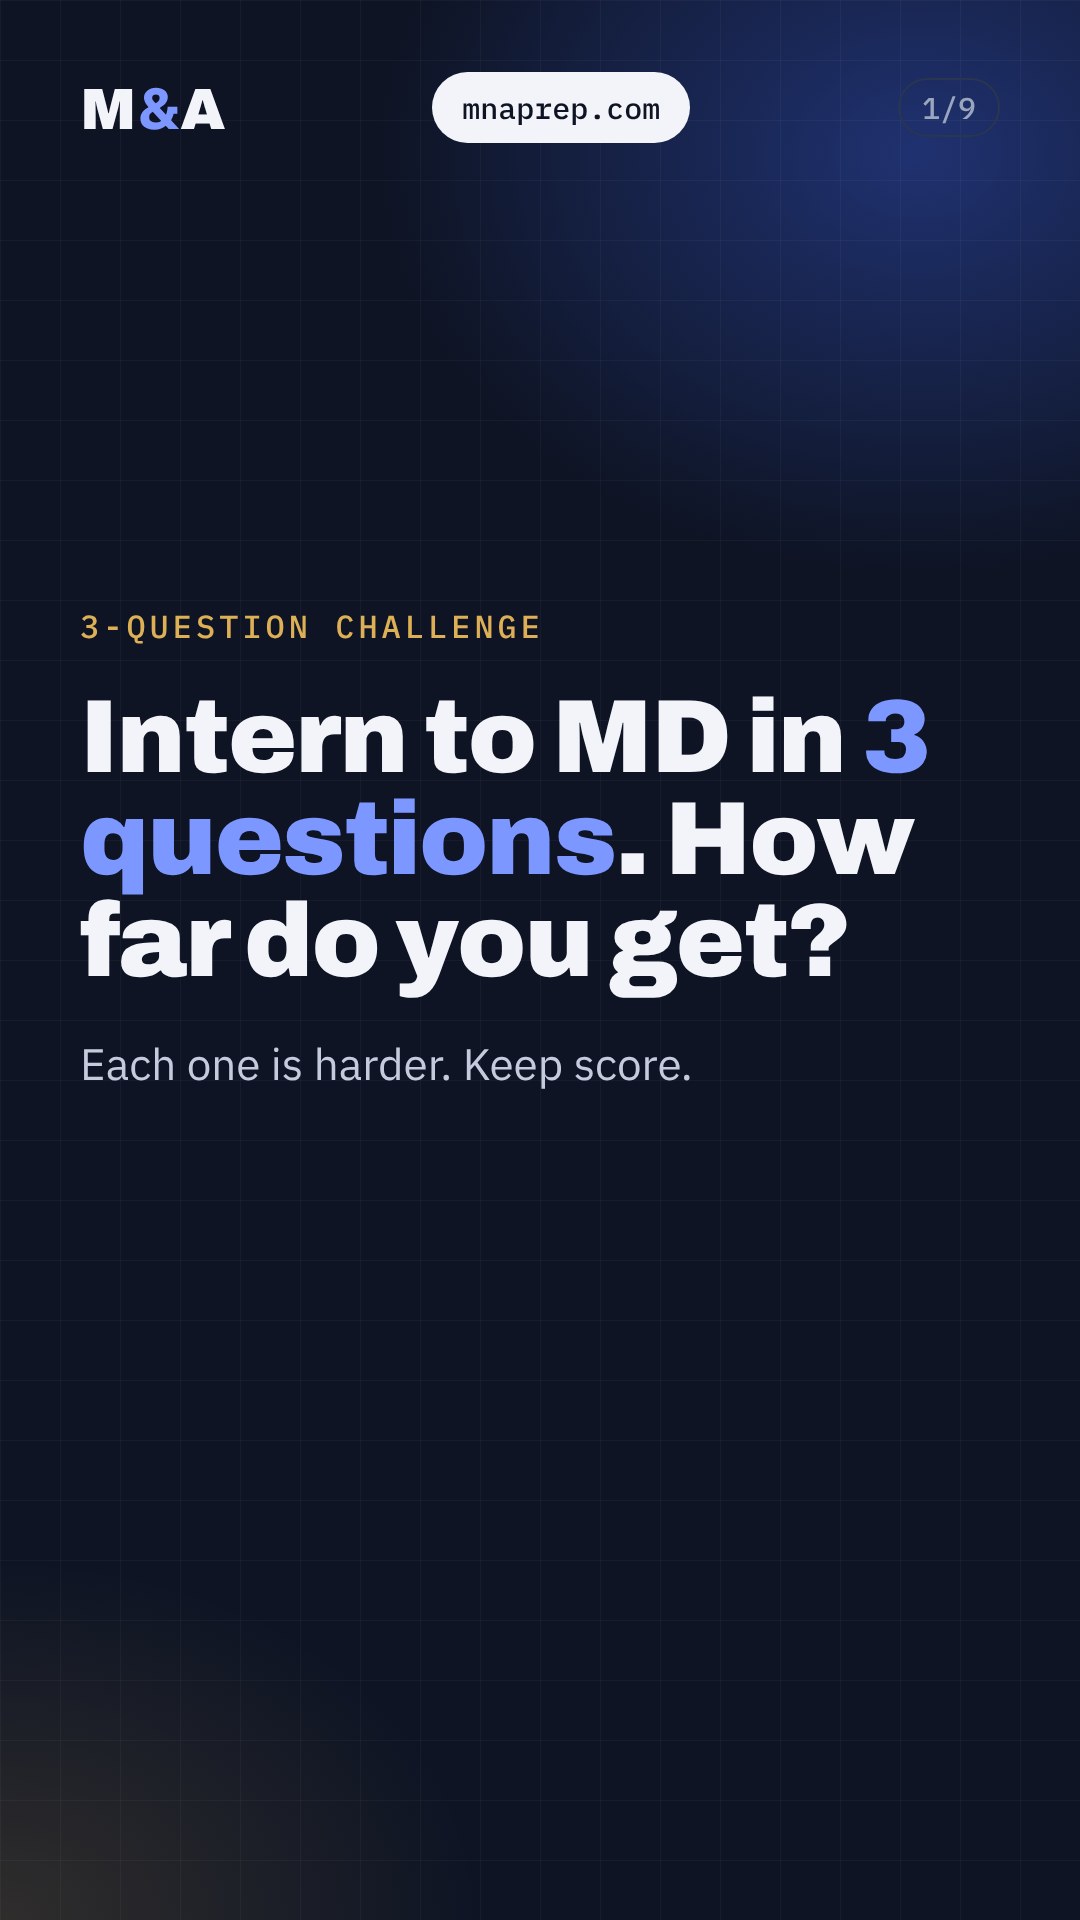 M&A
mnaprep.com
1/9
3-QUESTION CHALLENGE
Intern to MD in 3
questions. How
far do you get?
Each one is harder. Keep score.